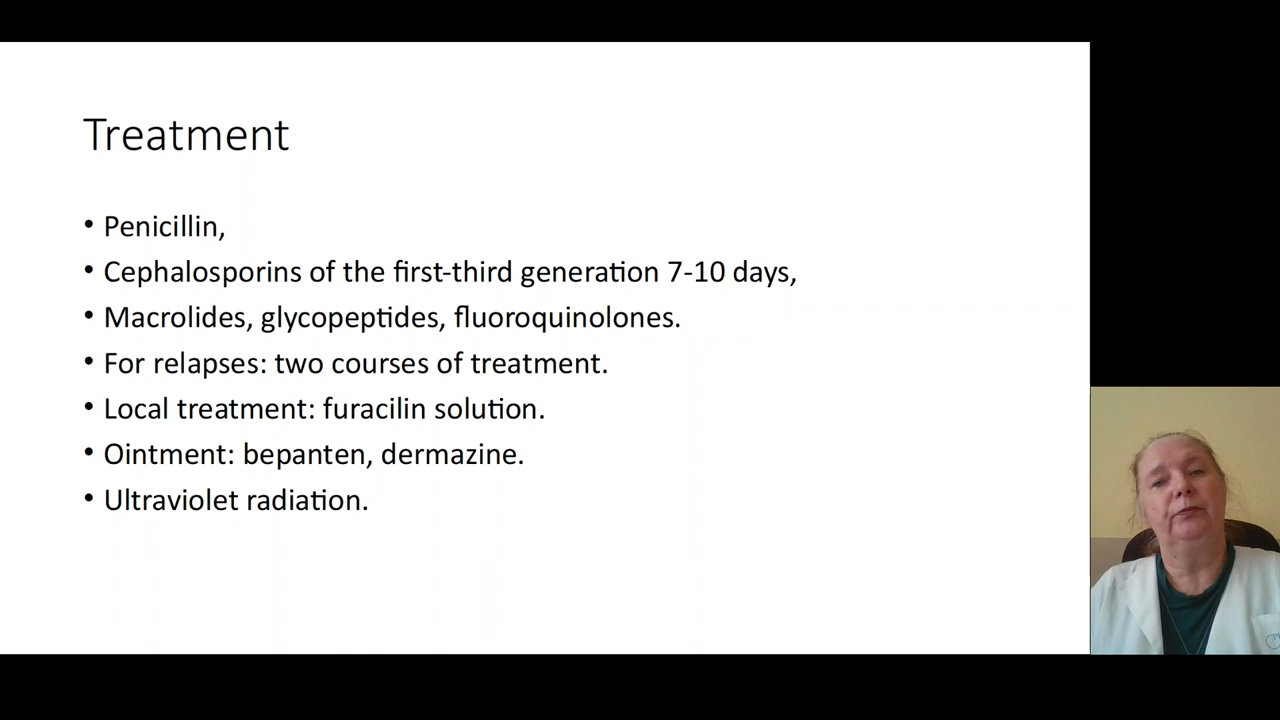 Treatment
• Penicillin,
• Cephalosporins of the first-third generation 7-10 days,
• Macrolides, glycopeptides, fluoroquinolones.
• For relapses: two courses of treatment.
• Local treatment: furacilin solution.
• Ointment: bepanten, dermazine.
• Ultraviolet radiation.